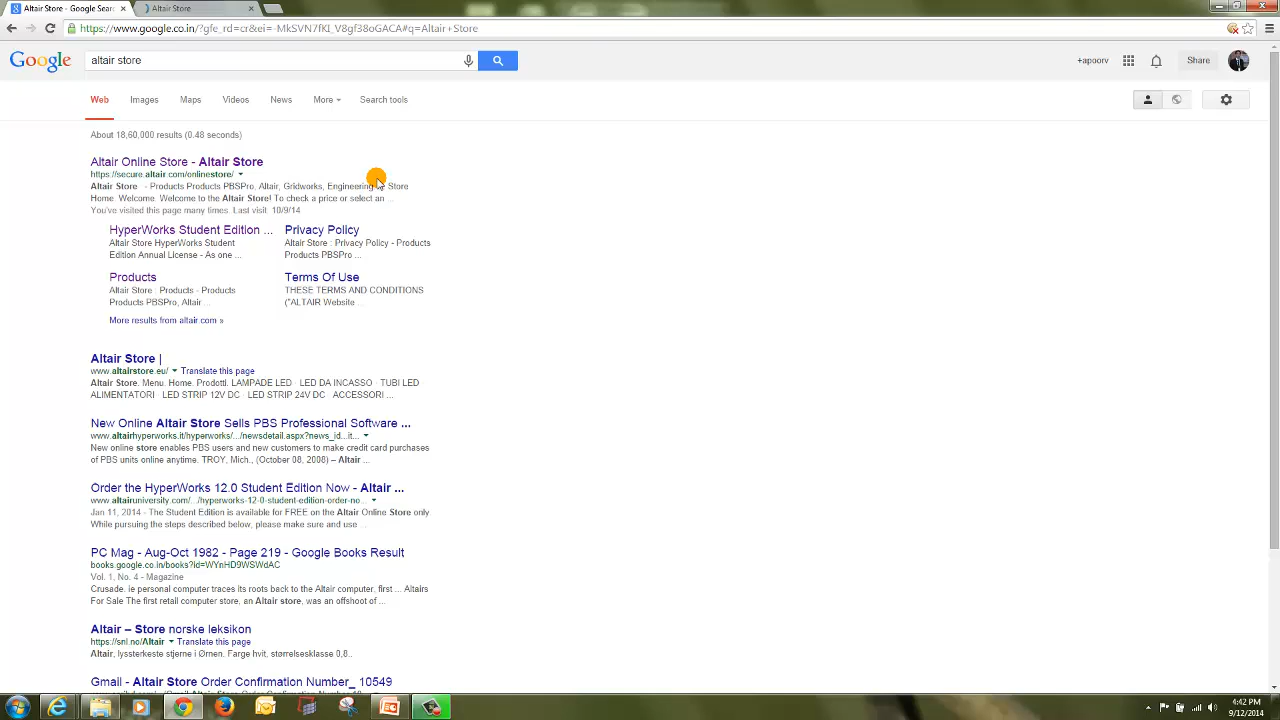 Altair Store - Google Searc
Altair Store
https://www.google.co.in/?gfe_rd=cr&ei=-MkSVN7fKI_V8gf38oGACA#q=Altair+Store
Google
altair store
+apoorv
Share
Web
Images
Maps
Videos
News
More
Search tools
About 18,60,000 results (0.48 seconds)
Altair Online Store - Altair Store
https://secure.altair.com/onlinestore/
Altair Store - Products Products PBSPro, Altair, Gridworks, Engineering Store
Home. Welcome. Welcome to the Altair Store! To check a price or select an ...
You've visited this page many times. Last visit: 10/9/14
HyperWorks Student Edition ...
Altair Store HyperWorks Student
Edition Annual License - As one ...
Privacy Policy
Altair Store : Privacy Policy - Products
Products PBSPro ...
Products
Altair Store : Products - Products
Products PBSPro, Altair ...
Terms Of Use
THESE TERMS AND CONDITIONS
("ALTAIR Website ...
More results from altair.com »
Altair Store |
www.altairstore.eu/ Translate this page
Altair Store. Menu. Home. Prodotti. LAMPADE LED · LED DA INCASSO · TUBI LED
ALIMENTATORI · LED STRIP 12V DC · LED STRIP 24V DC · ACCESSORI ...
New Online Altair Store Sells PBS Professional Software ...
www.altairhyperworks.it/hyperworks/.../newsdetail.aspx?news_id...it...
New online store enables PBS users and new customers to make credit card purchases
of PBS units online anytime. TROY, Mich., (October 08, 2008) – Altair ...
Order the HyperWorks 12.0 Student Edition Now - Altair ...
www.altairuniversity.com/.../hyperworks-12-0-student-edition-order-no...
Jan 11, 2014 - The Student Edition is available for FREE on the Altair Online Store only
While pursuing the steps described below, please make sure and use ...
PC Mag - Aug-Oct 1982 - Page 219 - Google Books Result
books.google.co.in/books?id=WYnHD9WSWdAC
Vol. 1, No. 4 - Magazine
Crusade. ie personal computer traces its roots back to the Altair computer, first ... Altairs
For Sale The first retail computer store, an Altair store, was an offshoot of ...
Altair – Store norske leksikon
https://snl.no/Altair Translate this page
Altair, lyssterkeste stjerne i Ørnen. Farge hvit, størrelsesklasse 0,8..
Gmail - Altair Store Order Confirmation Number_ 10549
4:42 PM
9/12/2014